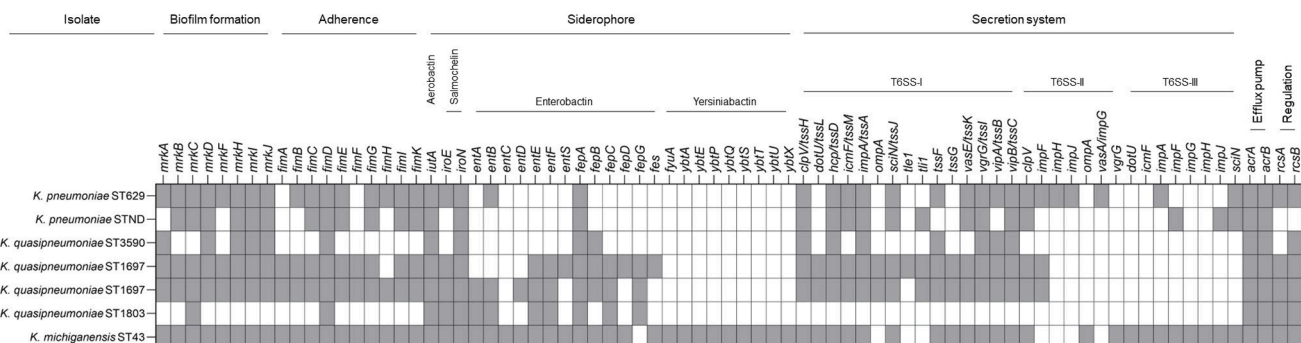 Isolate Biofilm formation Adherence Siderophore Secretion system
Aerobactin Salmochelin Enterobactin Yersiniabactin T6SS-I T6SS-II T6SS-III Efflux pump Regulation
mrkA mrkB mrkC mrkD mrkF mrkH mrkI mrkJ fimA fimB fimC fimD fimE fimF fimG fimH fimI fimK iutA iroE iroN entA entB entC entD entE entF entS fepA fepB fepC fepD fepG fes fyuA ybtA ybtE ybtP ybtQ ybtS ybtT ybtU ybtX clpV/tssH dotU/tssL hcp/tssD icmF/tssM impA/tssA ompA sciN/tssJ tle1 tli1 tssF tssG vasE/tssK vgrG/tssI vipA/tssB vipB/tssC clpV impF impH impJ ompA vasA/impG vgrG dotU icmF impA impF impG impH impJ sciN acrA acrB rcsA rcsB
K. pneumoniae ST629
K. pneumoniae STND
K. quasipneumoniae ST3590
K. quasipneumoniae ST1697
K. quasipneumoniae ST1697
K. quasipneumoniae ST1803
K. michiganensis ST43